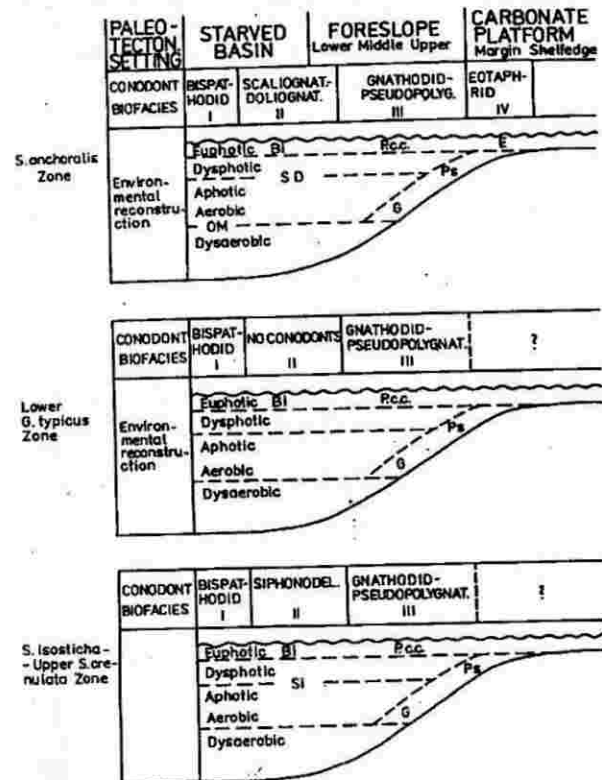 PALEO-
TECTON.
SETTING
STARVED
BASIN
FORESLOPE
Lower Middle Upper
CARBONATE
PLATFORM
Margin Shelfedge
CONODONT
BIOFACIES
BISPAT-
HODID
I
SCALIOGNAT.-
DOLIOGNAT.
II
GNATHODID-
PSEUDOPOLYG.
III
EOTAPH-
RID
IV
S.anchoralis
Zone
Environ-
mental
reconstru-
ction
Euphotic BI P.c.c. E
Dysphotic
S D Ps
Aphotic
Aerobic G
OM
Dysaerobic
CONODONT
BIOFACIES
BISPAT-
HODID
I
NO CONODONTS
II
GNATHODID-
PSEUDOPOLYGNAT.
III
?
Lower
G. typicus
Zone
Environ-
mental
reconstru-
ction
Euphotic BI P.c.c.
Dysphotic Ps
Aphotic
Aerobic G
Dysaerobic
CONODONT
BIOFACIES
BISPAT-
HODID
I
SIPHONODEL.
II
GNATHODID-
PSEUDOPOLYGNAT.
III
?
S. isosticha-
-Upper S.cre-
nulata Zone
Euphotic BI P.c.c.
Dysphotic Ps
SI
Aphotic
Aerobic G
Dysaerobic